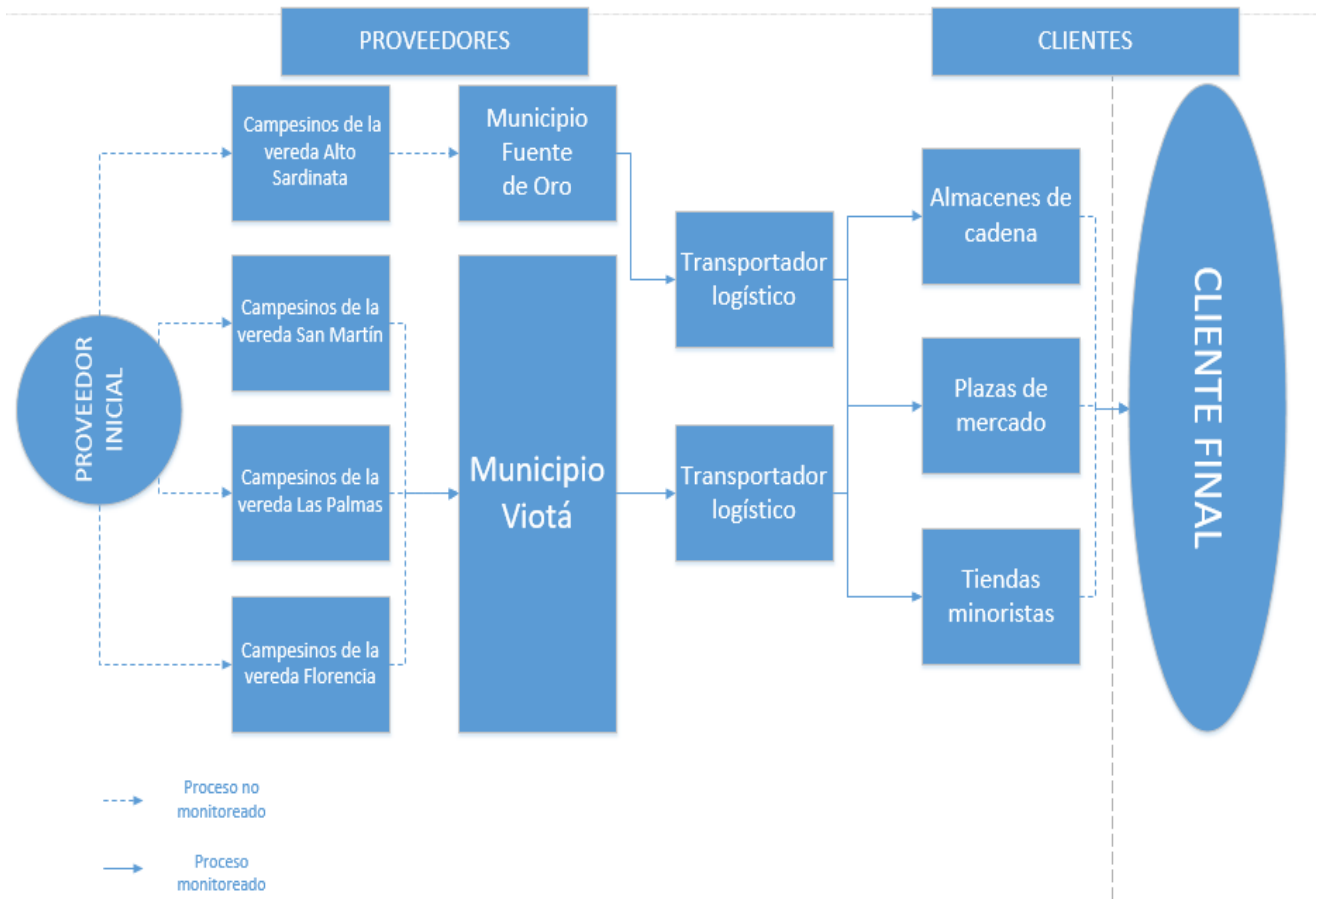 PROVEEDORES
CLIENTES
PROVEEDOR
INICIAL
Campesinos de la
vereda Alto
Sardinata
Municipio
Fuente
de Oro
Campesinos de la
vereda San Martín
Campesinos de la
vereda Las Palmas
Campesinos de la
vereda Florencia
Municipio
Viotá
Transportador
logístico
Transportador
logístico
Almacenes de
cadena
Plazas de
mercado
Tiendas
minoristas
CLIENTE FINAL
Proceso no
monitoreado
Proceso
monitoreado